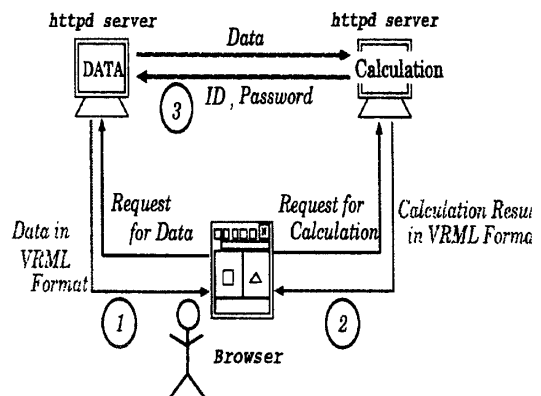 httpd server
httpd server
Data
DATA
Calculation
ID , Password
3
Request
for Data
Request for
Calculation
Data in
VRML
Format
Calculation Resu
in VRML Forma
1
2
Browser